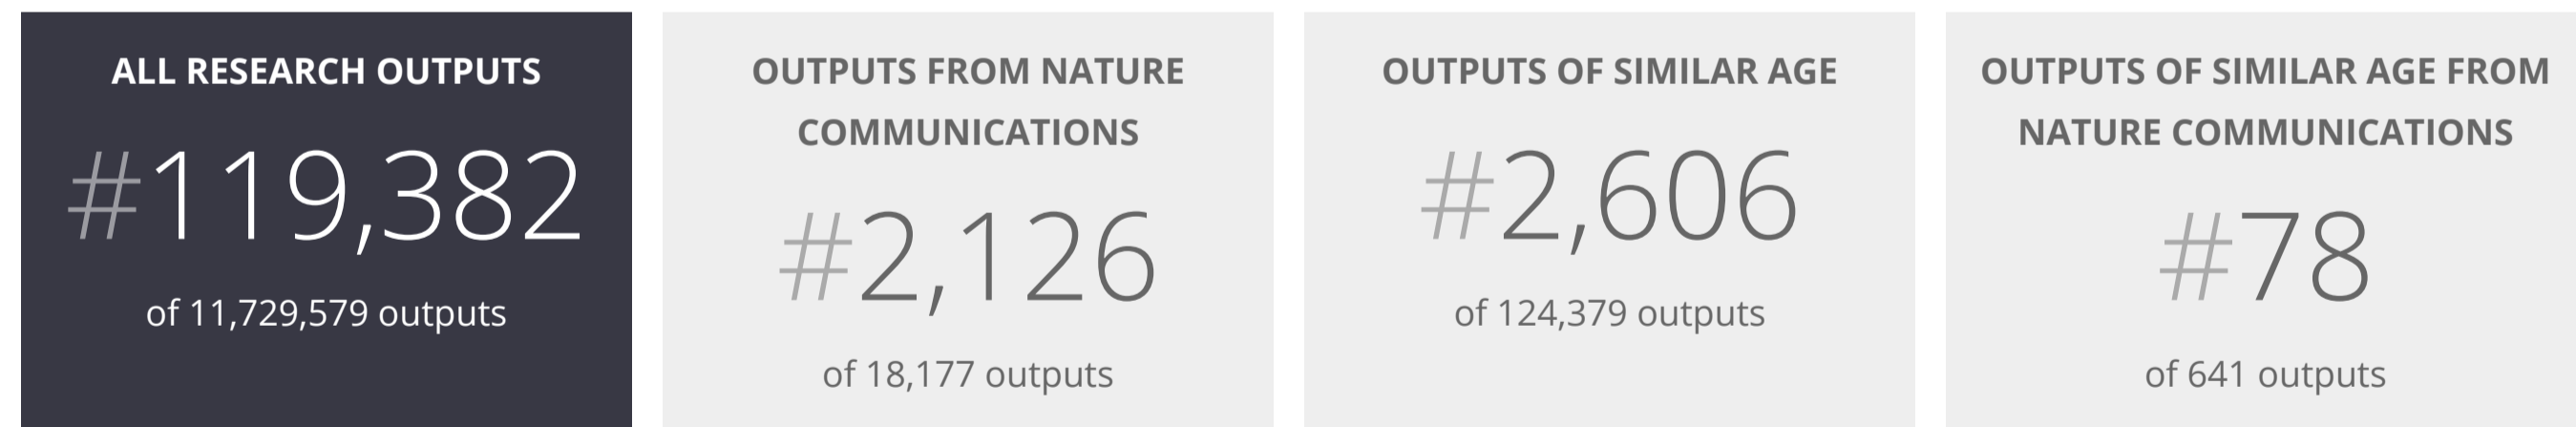 ALL RESEARCH OUTPUTS
#119,382
of 11,729,579 outputs
OUTPUTS FROM NATURE
COMMUNICATIONS
#2,126
of 18,177 outputs
OUTPUTS OF SIMILAR AGE
#2,606
of 124,379 outputs
OUTPUTS OF SIMILAR AGE FROM
NATURE COMMUNICATIONS
#78
of 641 outputs